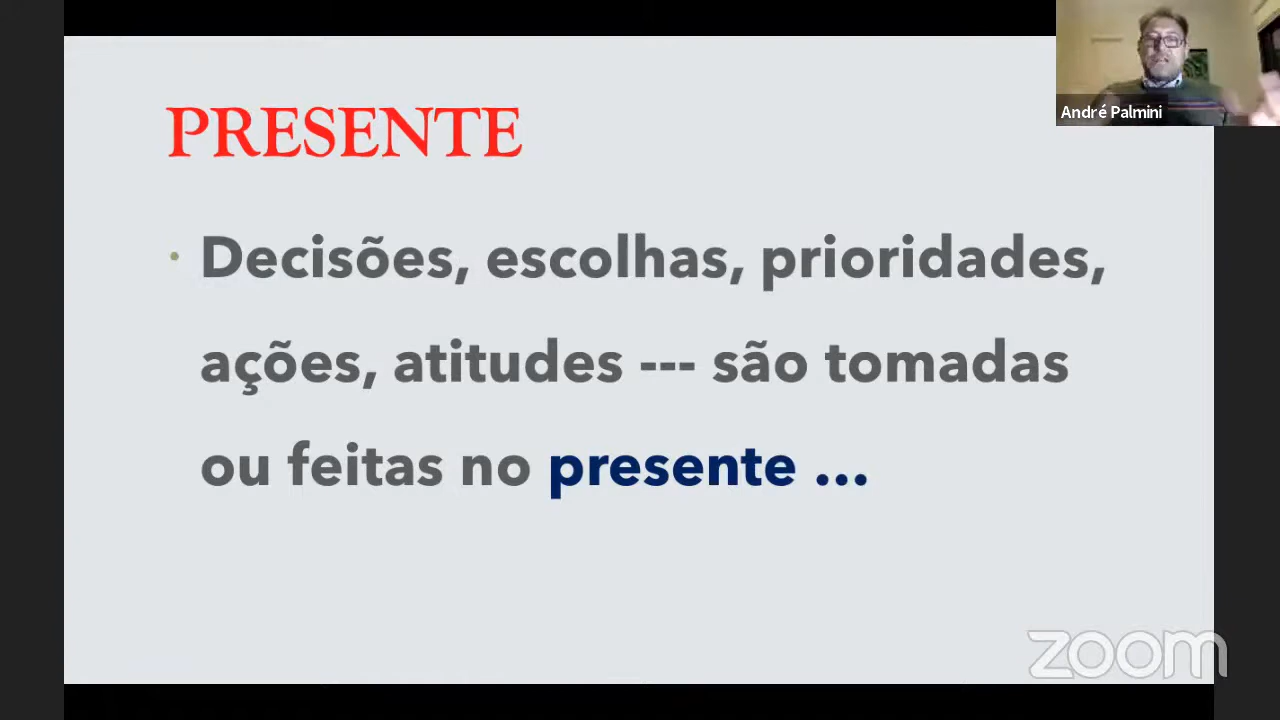 André Palmini
PRESENTE
· Decisões, escolhas, prioridades,
ações, atitudes --- são tomadas
ou feitas no presente ...
zoom